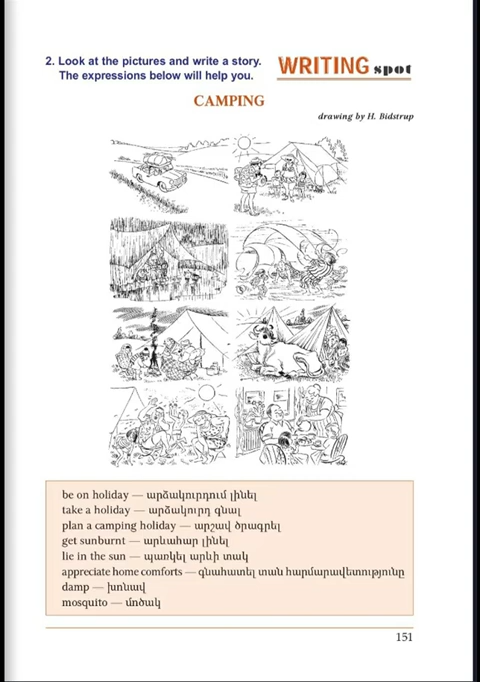 2. Look at the pictures and write a story.
The expressions below will help you.
WRITING spot
CAMPING
drawing by H. Bidstrup
be on holiday — արձակուրդում լինել
take a holiday — արձակուրդ գնալ
plan a camping holiday — արշավ ծրագրել
get sunburnt — արևահար լինել
lie in the sun — պառկել արևի տակ
appreciate home comforts — գնահատել տան հարմարավետությունը
damp — խոնավ
mosquito — մոծակ
151